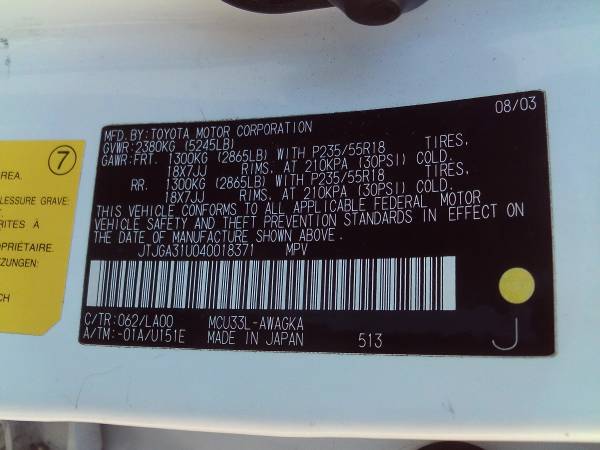 7
REA.
LESSURE GRAVE:
RITES À
OPRIÉTAIRE.
TZUNGEN:
CH
08/03
MFD.BY:TOYOTA MOTOR CORPORATION
GVWR:2380KG (5245LB)
GAWR:FRT. 1300KG (2865LB) WITH P235/55R18 TIRES,
18X7JJ RIMS, AT 210KPA (30PSI) COLD.
RR. 1300KG (2865LB) WITH P235/55R18 TIRES,
18X7JJ RIMS, AT 210KPA (30PSI) COLD.
THIS VEHICLE CONFORMS TO ALL APPLICABLE FEDERAL MOTOR
VEHICLE SAFETY AND THEFT PREVENTION STANDARDS IN EFFECT ON
THE DATE OF MANUFACTURE SHOWN ABOVE.
JTJGA31U040018371 MPV
C/TR:062/LA00 MCU33L-AWAGKA
A/TM:-01A/U151E MADE IN JAPAN 513
J